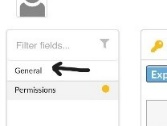 Filter fields...
General
Permissions
Exp